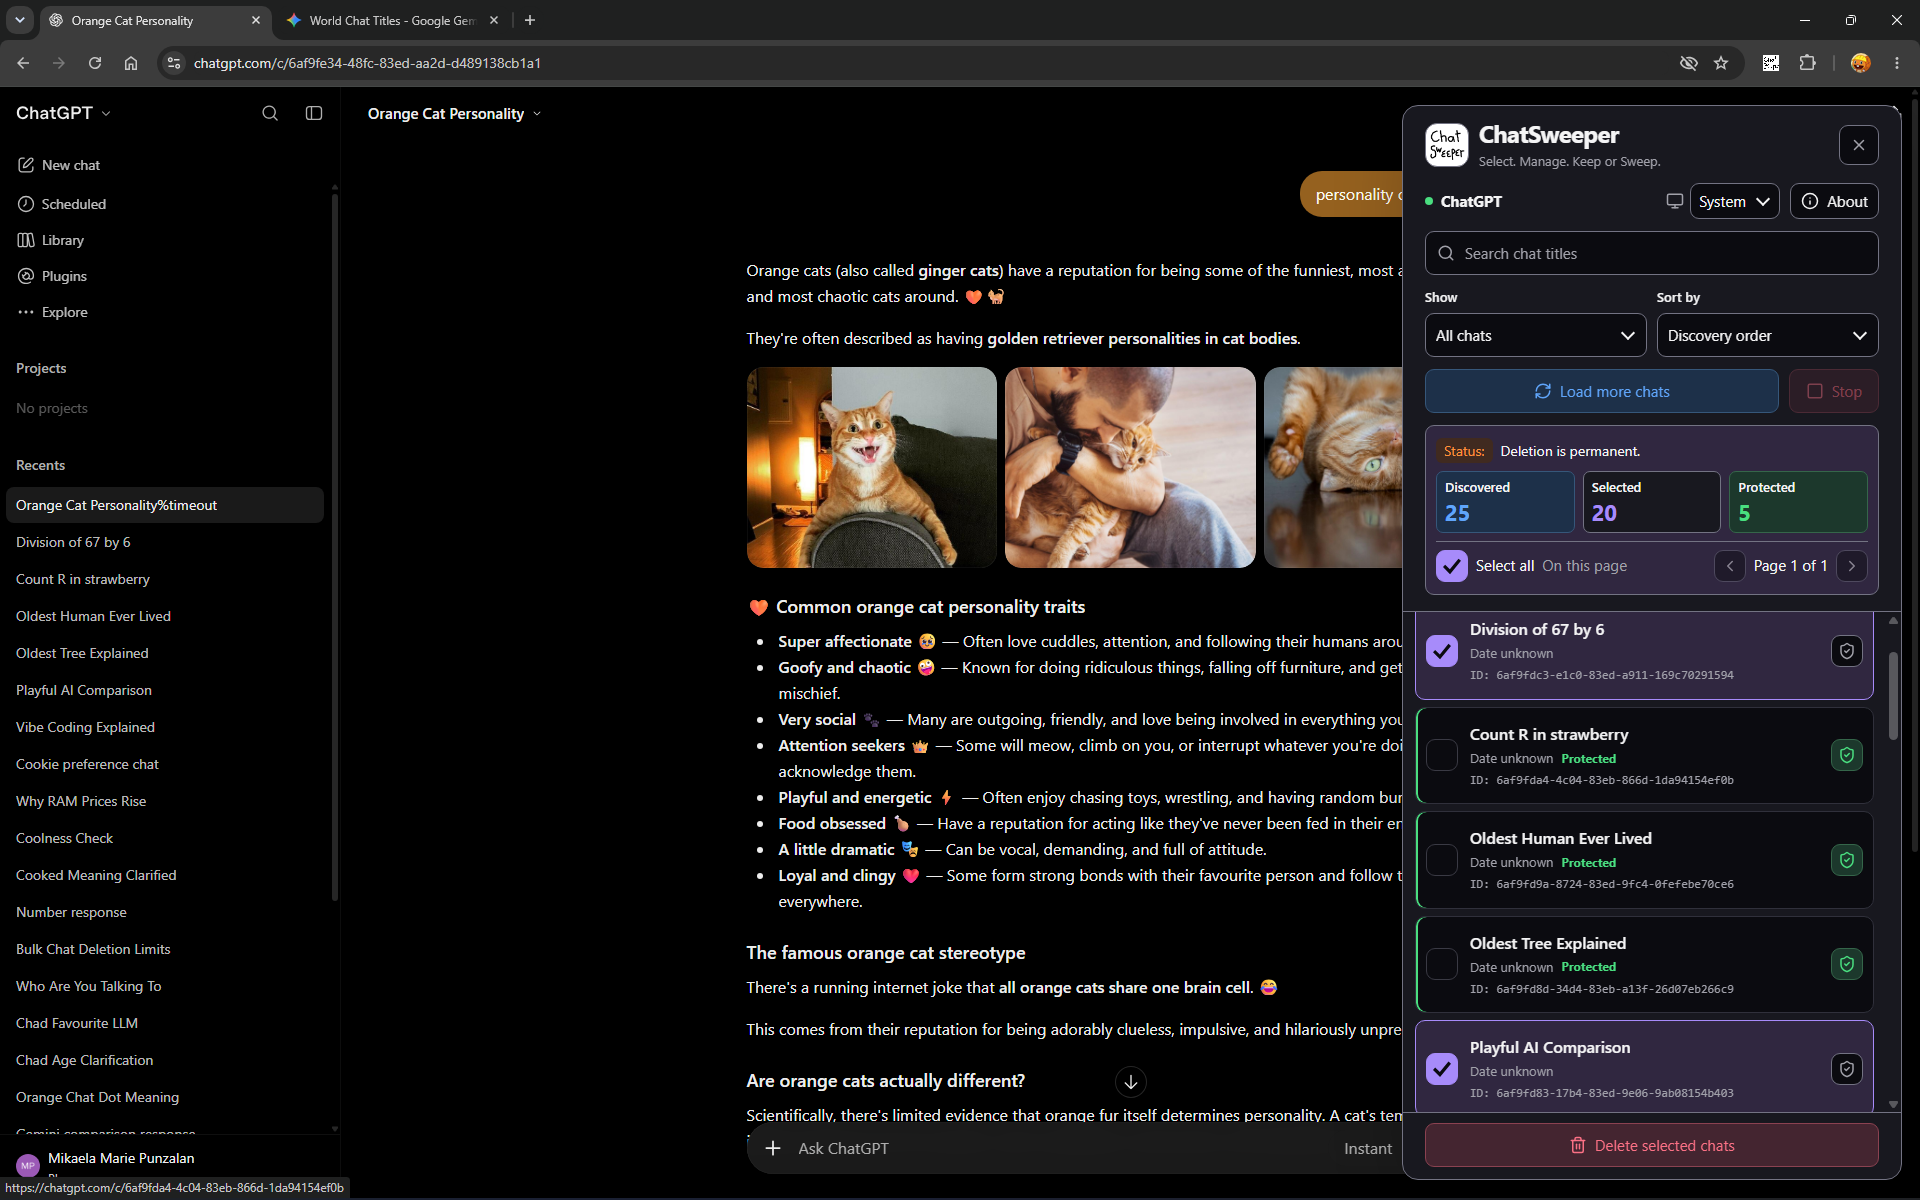 Orange Cat Personality
World Chat Titles - Google Gem
chatgpt.com/c/6af9fe34-48fc-83ed-aa2d-d489138cb1a1
ChatGPT
New chat
Scheduled
Library
Plugins
Explore
Projects
No projects
Recents
Orange Cat Personality%timeout
Division of 67 by 6
Count R in strawberry
Oldest Human Ever Lived
Oldest Tree Explained
Playful AI Comparison
Vibe Coding Explained
Cookie preference chat
Why RAM Prices Rise
Coolness Check
Cooked Meaning Clarified
Number response
Bulk Chat Deletion Limits
Who Are You Talking To
Chad Favourite LLM
Chad Age Clarification
Orange Chat Dot Meaning
Gemini comparison response
MP
Mikaela Marie Punzalan
https://chatgpt.com/c/6af9fda4-4c04-83eb-866d-1da94154ef0b
Orange Cat Personality
personality
Orange cats (also called ginger cats) have a reputation for being some of the funniest, most a
and most chaotic cats around. 🧡 🐈
They're often described as having golden retriever personalities in cat bodies.
🧡 Common orange cat personality traits
• Super affectionate 🥹 — Often love cuddles, attention, and following their humans arou
• Goofy and chaotic 🤪 — Known for doing ridiculous things, falling off furniture, and get
mischief.
• Very social 🐾 — Many are outgoing, friendly, and love being involved in everything you
• Attention seekers 👑 — Some will meow, climb on you, or interrupt whatever you're doi
acknowledge them.
• Playful and energetic ⚡ — Often enjoy chasing toys, wrestling, and having random bur
• Food obsessed 🍗 — Have a reputation for acting like they've never been fed in their en
• A little dramatic 🎭 — Can be vocal, demanding, and full of attitude.
• Loyal and clingy ❤️ — Some form strong bonds with their favourite person and follow t
everywhere.
The famous orange cat stereotype
There's a running internet joke that all orange cats share one brain cell. 😂
This comes from their reputation for being adorably clueless, impulsive, and hilariously unpre
Are orange cats actually different?
Scientifically, there's limited evidence that orange fur itself determines personality. A cat's tem
Ask ChatGPT
Instant
Chat
Sweeper
ChatSweeper
Select. Manage. Keep or Sweep.
ChatGPT
System
About
Search chat titles
Show
Sort by
All chats
Discovery order
Load more chats
Stop
Status: Deletion is permanent.
Discovered
25
Selected
20
Protected
5
Select all On this page
Page 1 of 1
Division of 67 by 6
Date unknown
ID: 6af9fdc3-e1c0-83ed-a911-169c70291594
Count R in strawberry
Date unknown Protected
ID: 6af9fda4-4c04-83eb-866d-1da94154ef0b
Oldest Human Ever Lived
Date unknown Protected
ID: 6af9fd9a-8724-83ed-9fc4-0fefebe70ce6
Oldest Tree Explained
Date unknown Protected
ID: 6af9fd8d-34d4-83eb-a13f-26d07eb266c9
Playful AI Comparison
Date unknown
ID: 6af9fd83-17b4-83ed-9e06-9ab08154b403
Delete selected chats